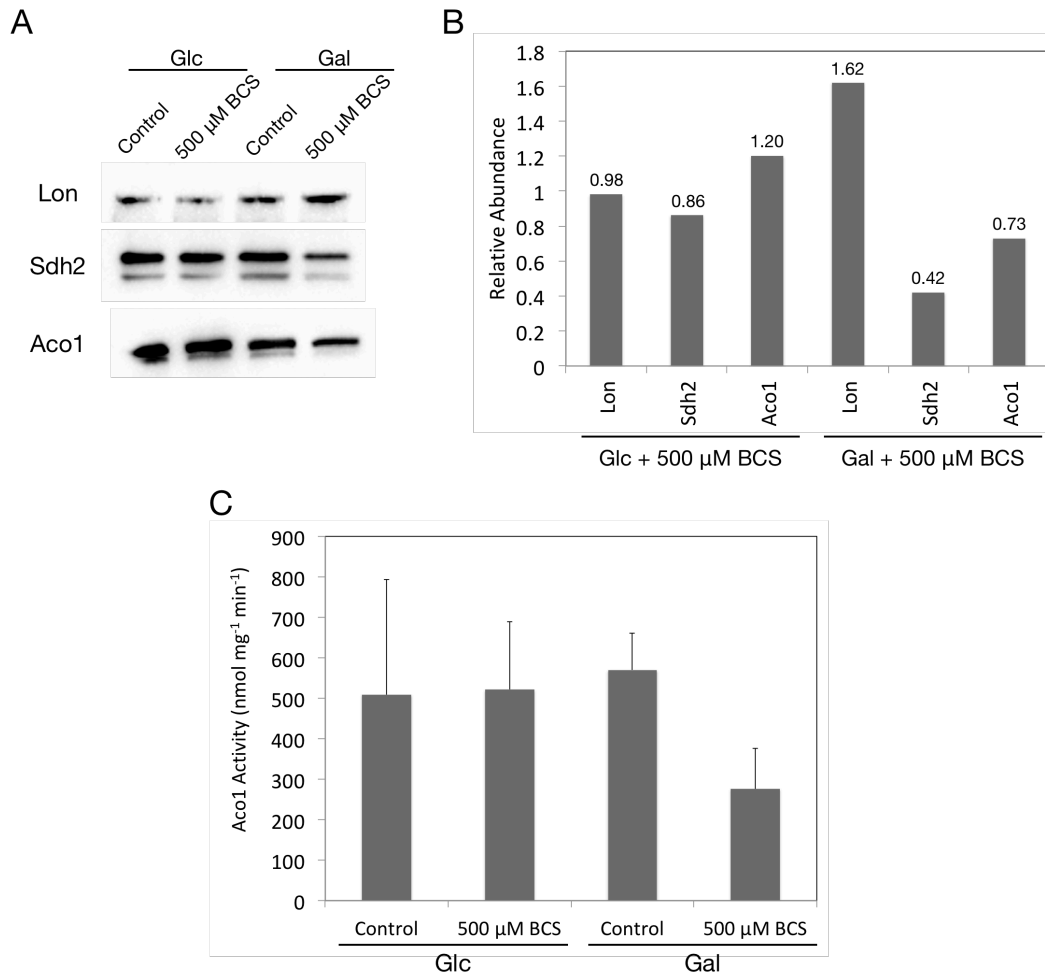 A
Glc Gal
Control 500 µM BCS Control 500 µM BCS
Lon
Sdh2
Aco1
B
Relative Abundance
1.8
1.6
1.4
1.2
1
0.8
0.6
0.4
0.2
0
0.98 0.86 1.20 1.62 0.42 0.73
Lon Sdh2 Aco1 Lon Sdh2 Aco1
Glc + 500 µM BCS Gal + 500 µM BCS
C
Aco1 Activity (nmol mg-1 min-1)
900
800
700
600
500
400
300
200
100
0
Control 500 µM BCS Control 500 µM BCS
Glc Gal